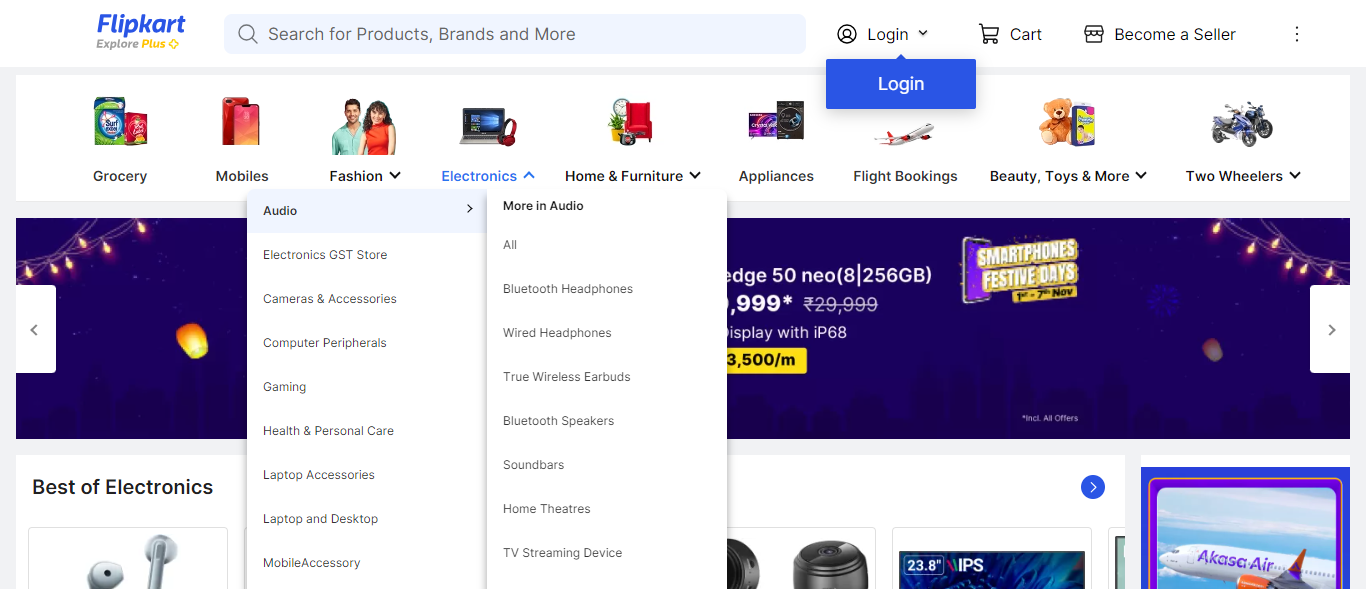 Flipkart
Explore Plus
Search for Products, Brands and More
Login
Cart
Become a Seller
Login
Surf excel
Grocery
Mobiles
Fashion
Electronics
Home & Furniture
Appliances
Flight Bookings
Beauty, Toys & More
Two Wheelers
Audio
Electronics GST Store
Cameras & Accessories
Computer Peripherals
Gaming
Health & Personal Care
Laptop Accessories
Laptop and Desktop
MobileAccessory
More in Audio
All
Bluetooth Headphones
Wired Headphones
True Wireless Earbuds
Bluetooth Speakers
Soundbars
Home Theatres
TV Streaming Device
edge 50 neo(8|256GB)
,999* ₹29,999
isplay with iP68
3,500/m
SMARTPHONES
FESTIVE DAYS
1st - 7th Nov
*Incl. All Offers
Best of Electronics
23.8" IPS
Akasa Air